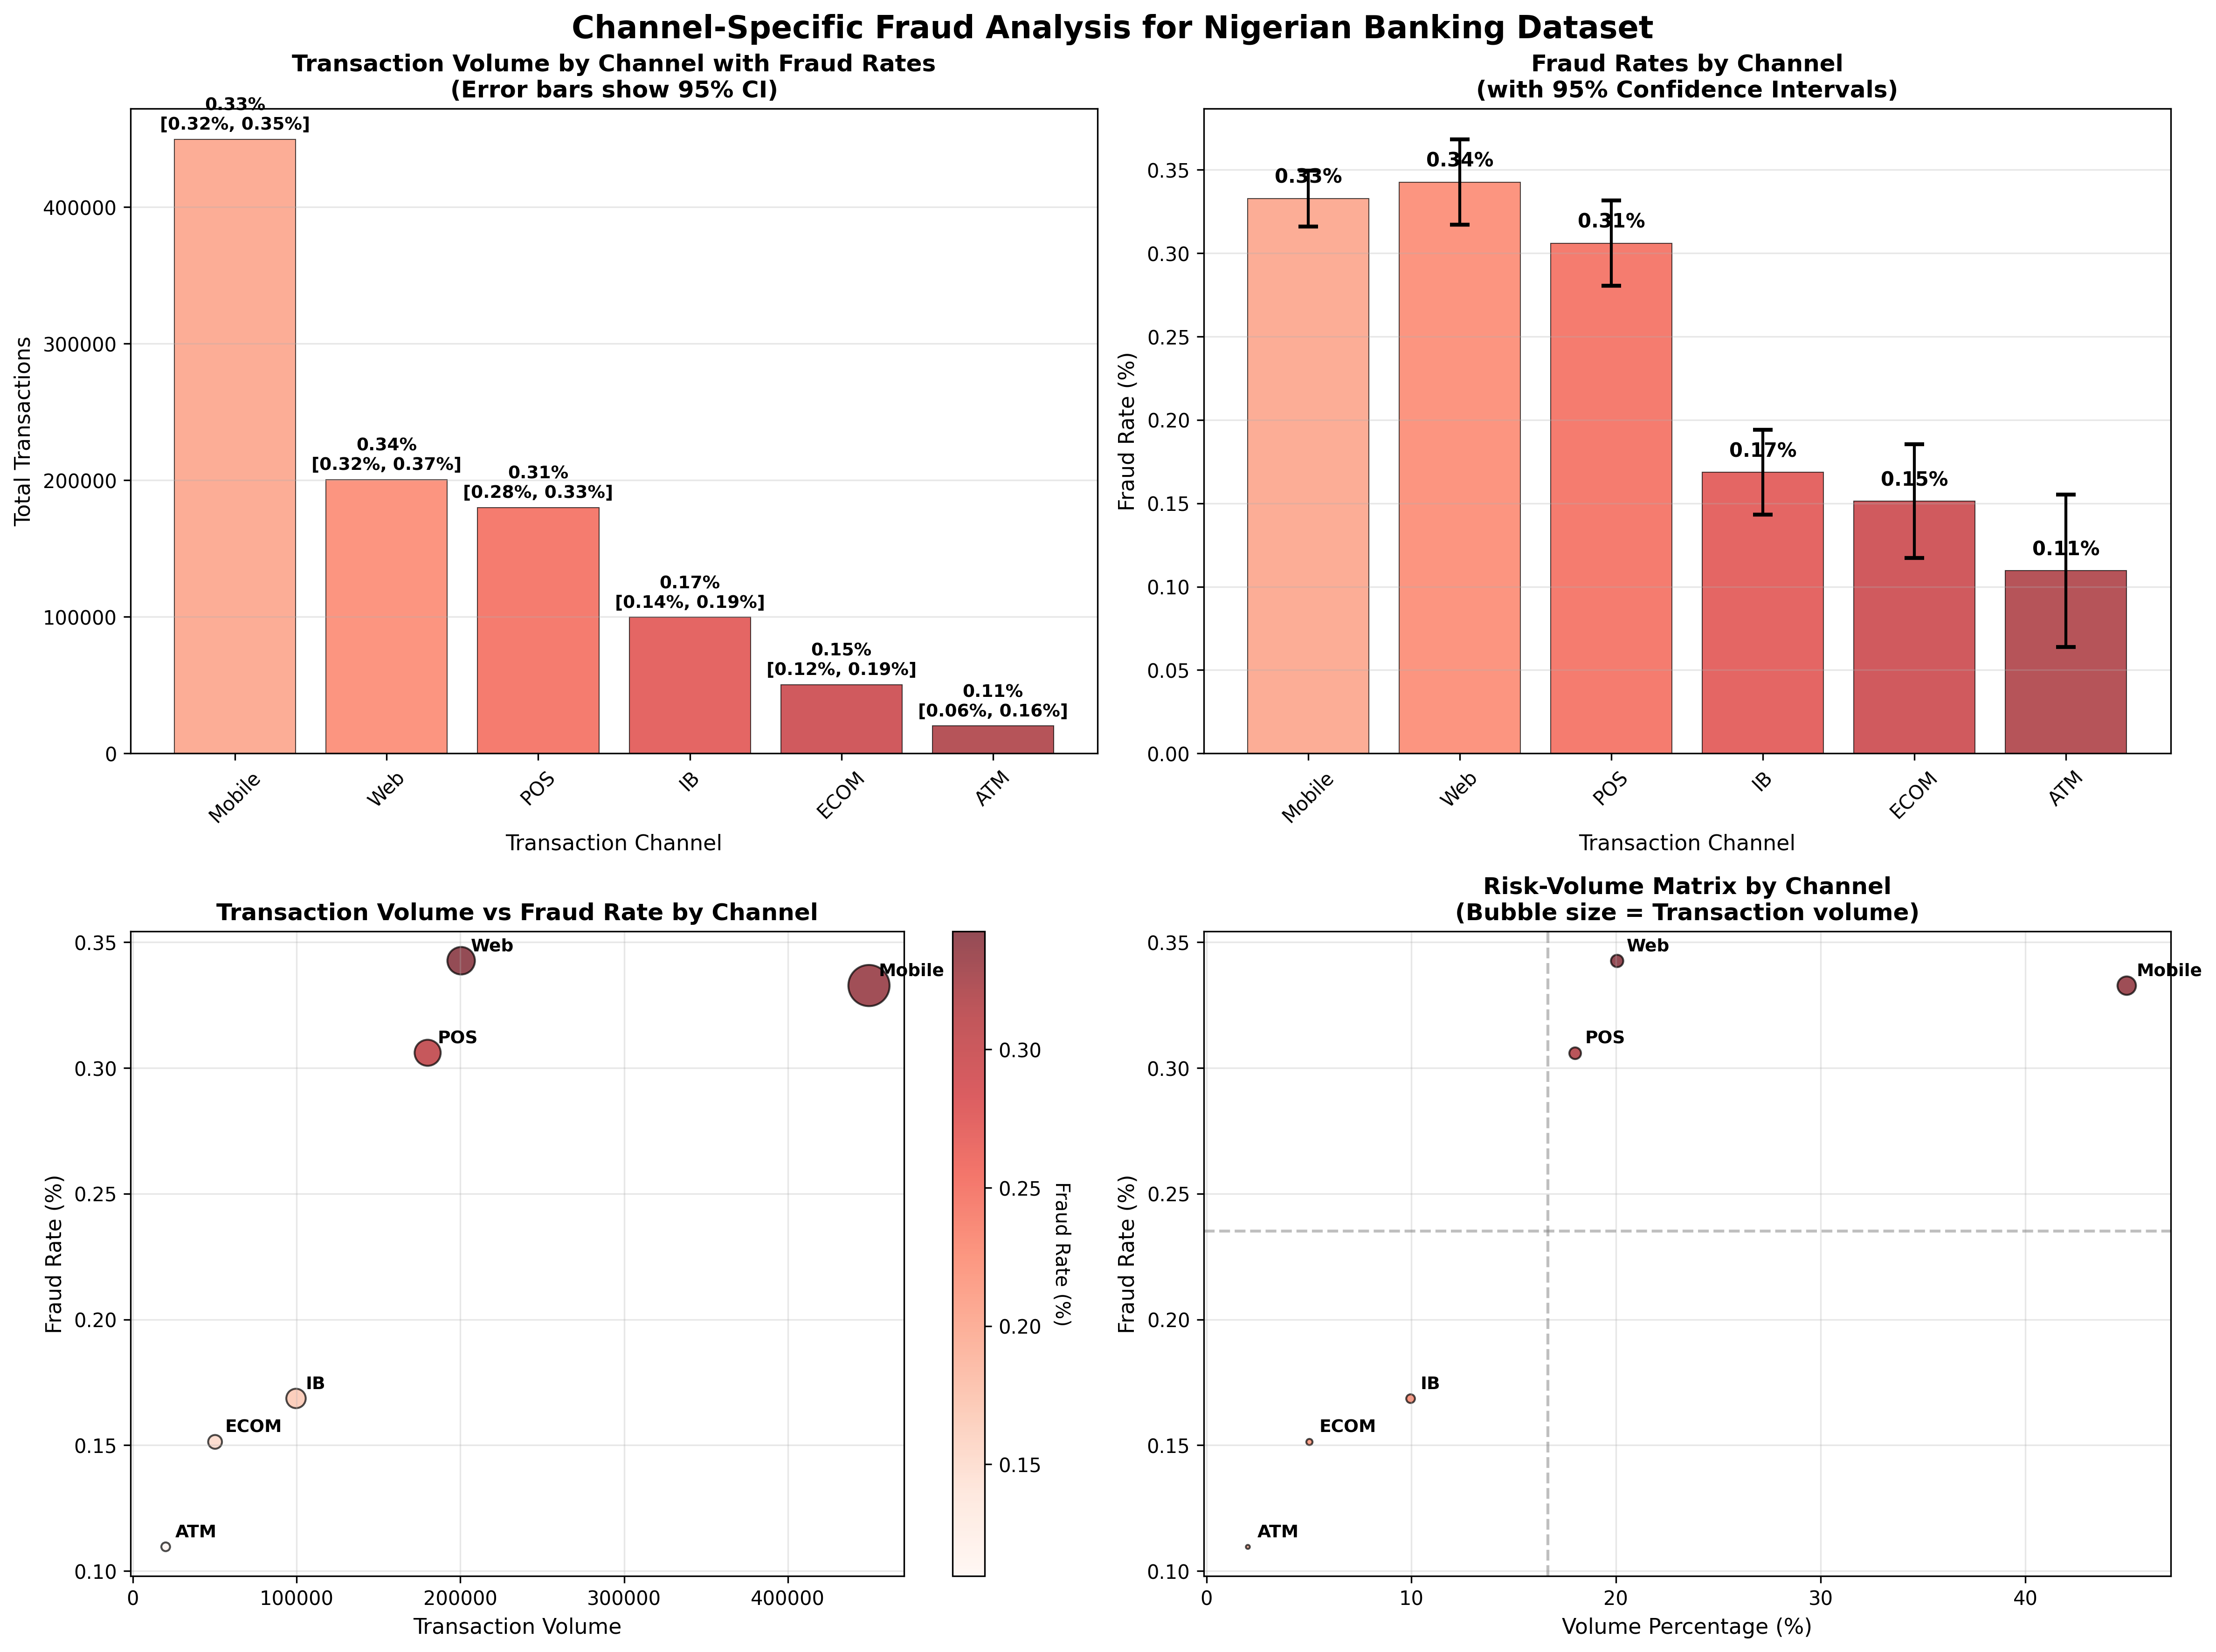 Channel-Specific Fraud Analysis for Nigerian Banking Dataset
Transaction Volume by Channel with Fraud Rates
(Error bars show 95% CI)
Total Transactions
400000
300000
200000
100000
0
0.33%
[0.32%, 0.35%]
0.34%
[0.32%, 0.37%]
0.31%
[0.28%, 0.33%]
0.17%
[0.14%, 0.19%]
0.15%
[0.12%, 0.19%]
0.11%
[0.06%, 0.16%]
Mobile
Web
POS
IB
ECOM
ATM
Transaction Channel
Fraud Rates by Channel
(with 95% Confidence Intervals)
Fraud Rate (%)
0.35
0.30
0.25
0.20
0.15
0.10
0.05
0.00
0.33%
0.34%
0.31%
0.17%
0.15%
0.11%
Mobile
Web
POS
IB
ECOM
ATM
Transaction Channel
Transaction Volume vs Fraud Rate by Channel
Fraud Rate (%)
0.35
0.30
0.25
0.20
0.15
0.10
Web
Mobile
POS
IB
ECOM
ATM
0
100000
200000
300000
400000
Transaction Volume
0.30
0.25
0.20
0.15
Fraud Rate (%)
Risk-Volume Matrix by Channel
(Bubble size = Transaction volume)
Fraud Rate (%)
0.35
0.30
0.25
0.20
0.15
0.10
Web
Mobile
POS
IB
ECOM
ATM
0
10
20
30
40
Volume Percentage (%)